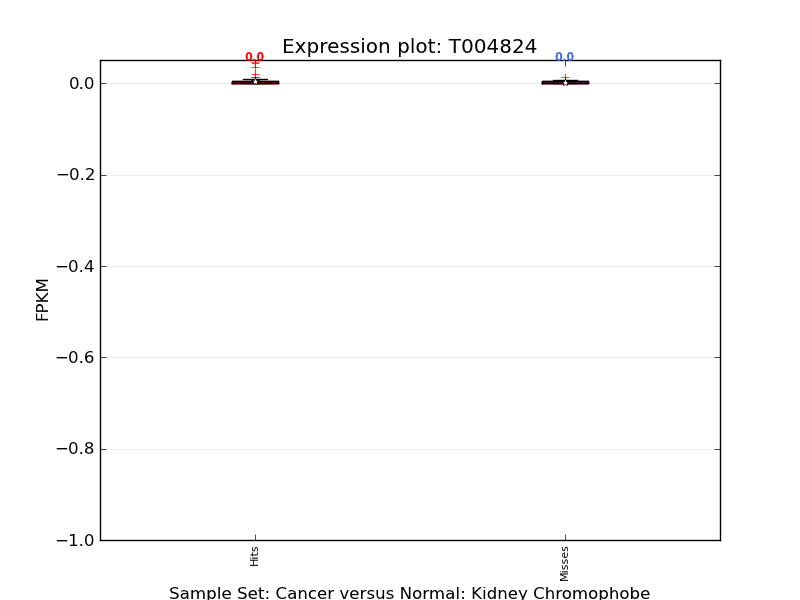 Expression plot: T004824
0.0
0.0
0.0
−0.2
−0.4
−0.6
−0.8
−1.0
FPKM
Hits
Misses
Sample Set: Cancer versus Normal: Kidney Chromophobe